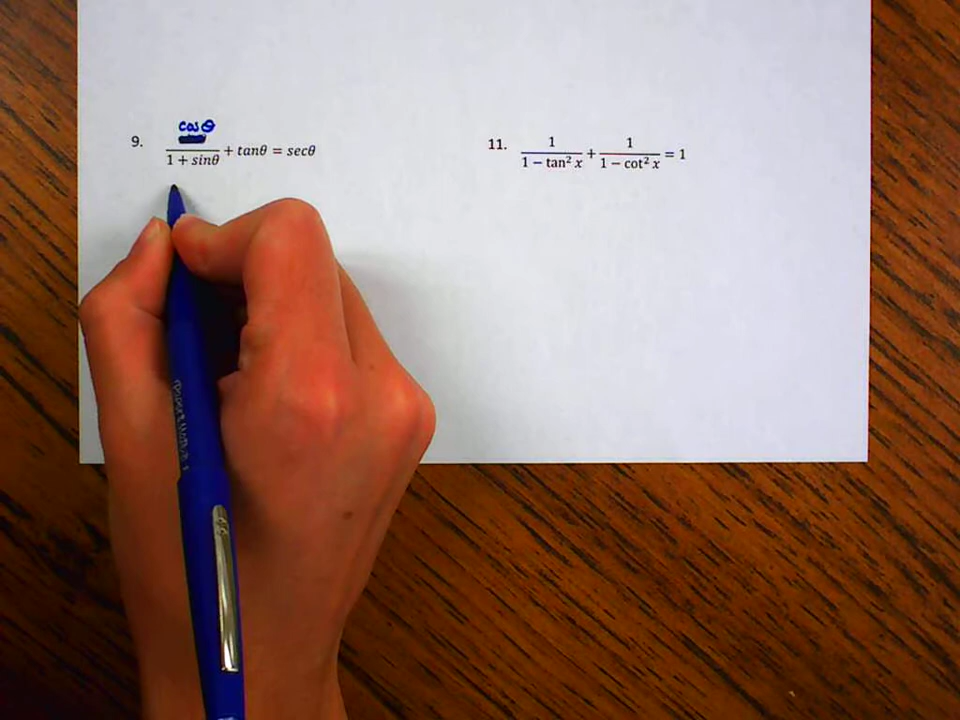 cosθ
9. ——— + tanθ = secθ
1 + sinθ
11. 1/(1 − tan² x) + 1/(1 − cot² x) = 1